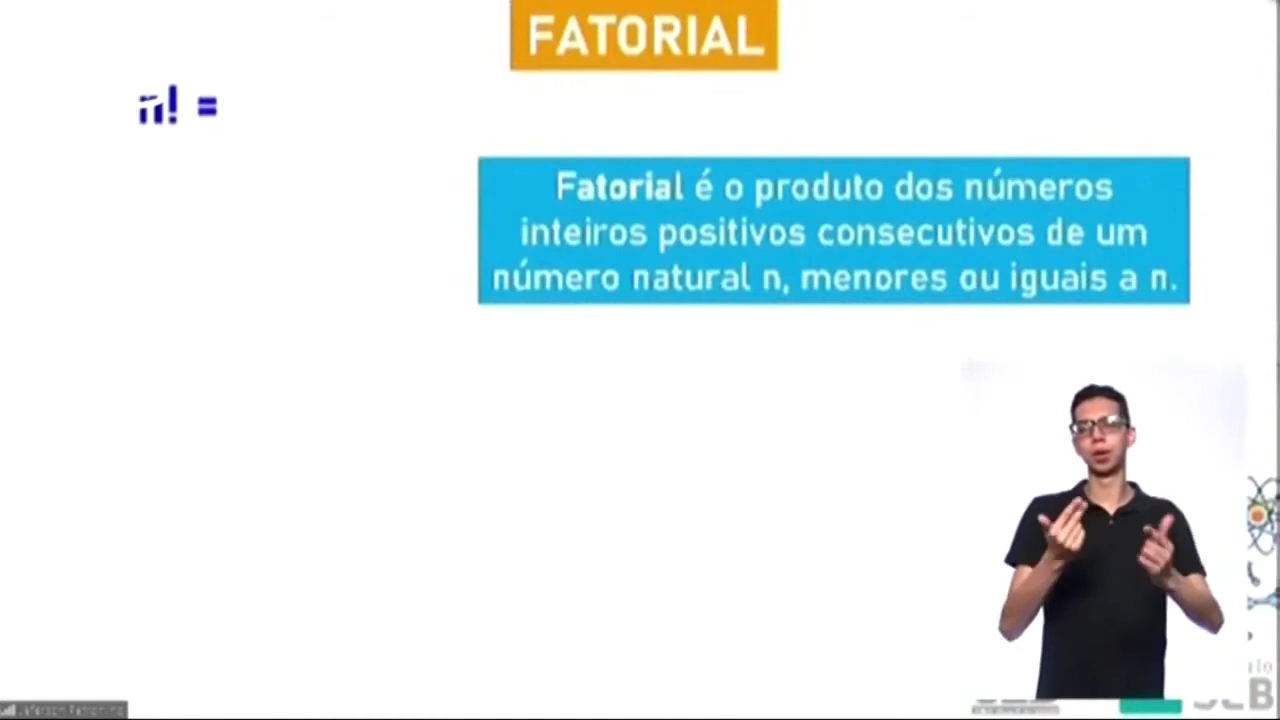 FATORIAL
n! =
Fatorial é o produto dos números
inteiros positivos consecutivos de um
número natural n, menores ou iguais a n.